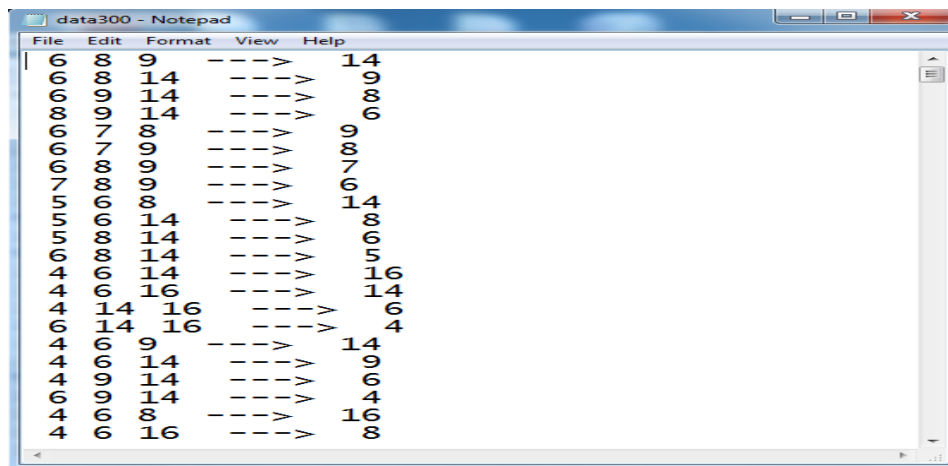 data300 - Notepad
File Edit Format View Help
6 8 9 ---> 14
6 8 14 ---> 9
6 9 14 ---> 8
8 9 14 ---> 6
6 7 8 ---> 9
6 7 9 ---> 8
6 8 9 ---> 7
7 8 9 ---> 6
5 6 8 ---> 14
5 6 14 ---> 8
5 8 14 ---> 6
6 8 14 ---> 5
4 6 14 ---> 16
4 6 16 ---> 14
4 14 16 ---> 6
6 14 16 ---> 4
4 6 9 ---> 14
4 6 14 ---> 9
4 9 14 ---> 6
6 9 14 ---> 4
4 6 8 ---> 16
4 6 16 ---> 8